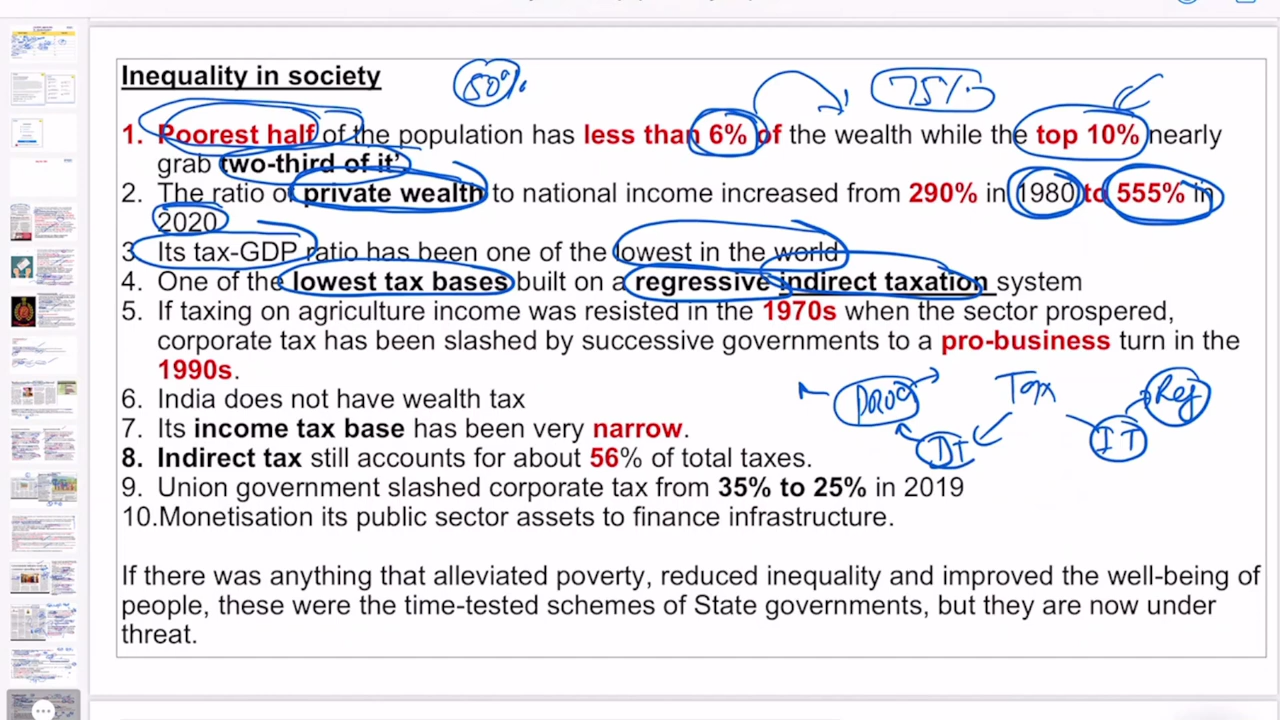 Inequality in society
50%
75%
1. Poorest half of the population has less than 6% of the wealth while the top 10% nearly
grab two-third of it’
2. The ratio of private wealth to national income increased from 290% in 1980 to 555% in
2020
3. Its tax-GDP ratio has been one of the lowest in the world
4. One of the lowest tax bases built on a regressive indirect taxation system
5. If taxing on agriculture income was resisted in the 1970s when the sector prospered,
corporate tax has been slashed by successive governments to a pro-business turn in the
1990s.
6. India does not have wealth tax
7. Its income tax base has been very narrow.
8. Indirect tax still accounts for about 56% of total taxes.
9. Union government slashed corporate tax from 35% to 25% in 2019
10.Monetisation its public sector assets to finance infrastructure.
Tax
Reg
DT
IT
If there was anything that alleviated poverty, reduced inequality and improved the well-being of
people, these were the time-tested schemes of State governments, but they are now under
threat.